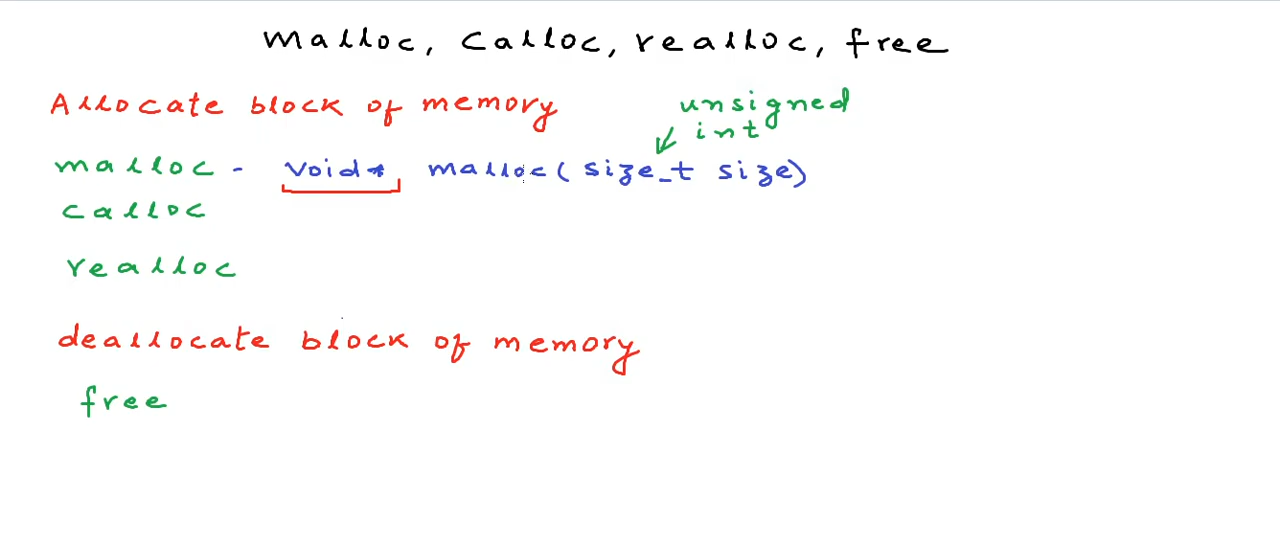 malloc, calloc, realloc, free
Allocate block of memory
unsigned
int
malloc - void* malloc(size_t size)
calloc
realloc
deallocate block of memory
free